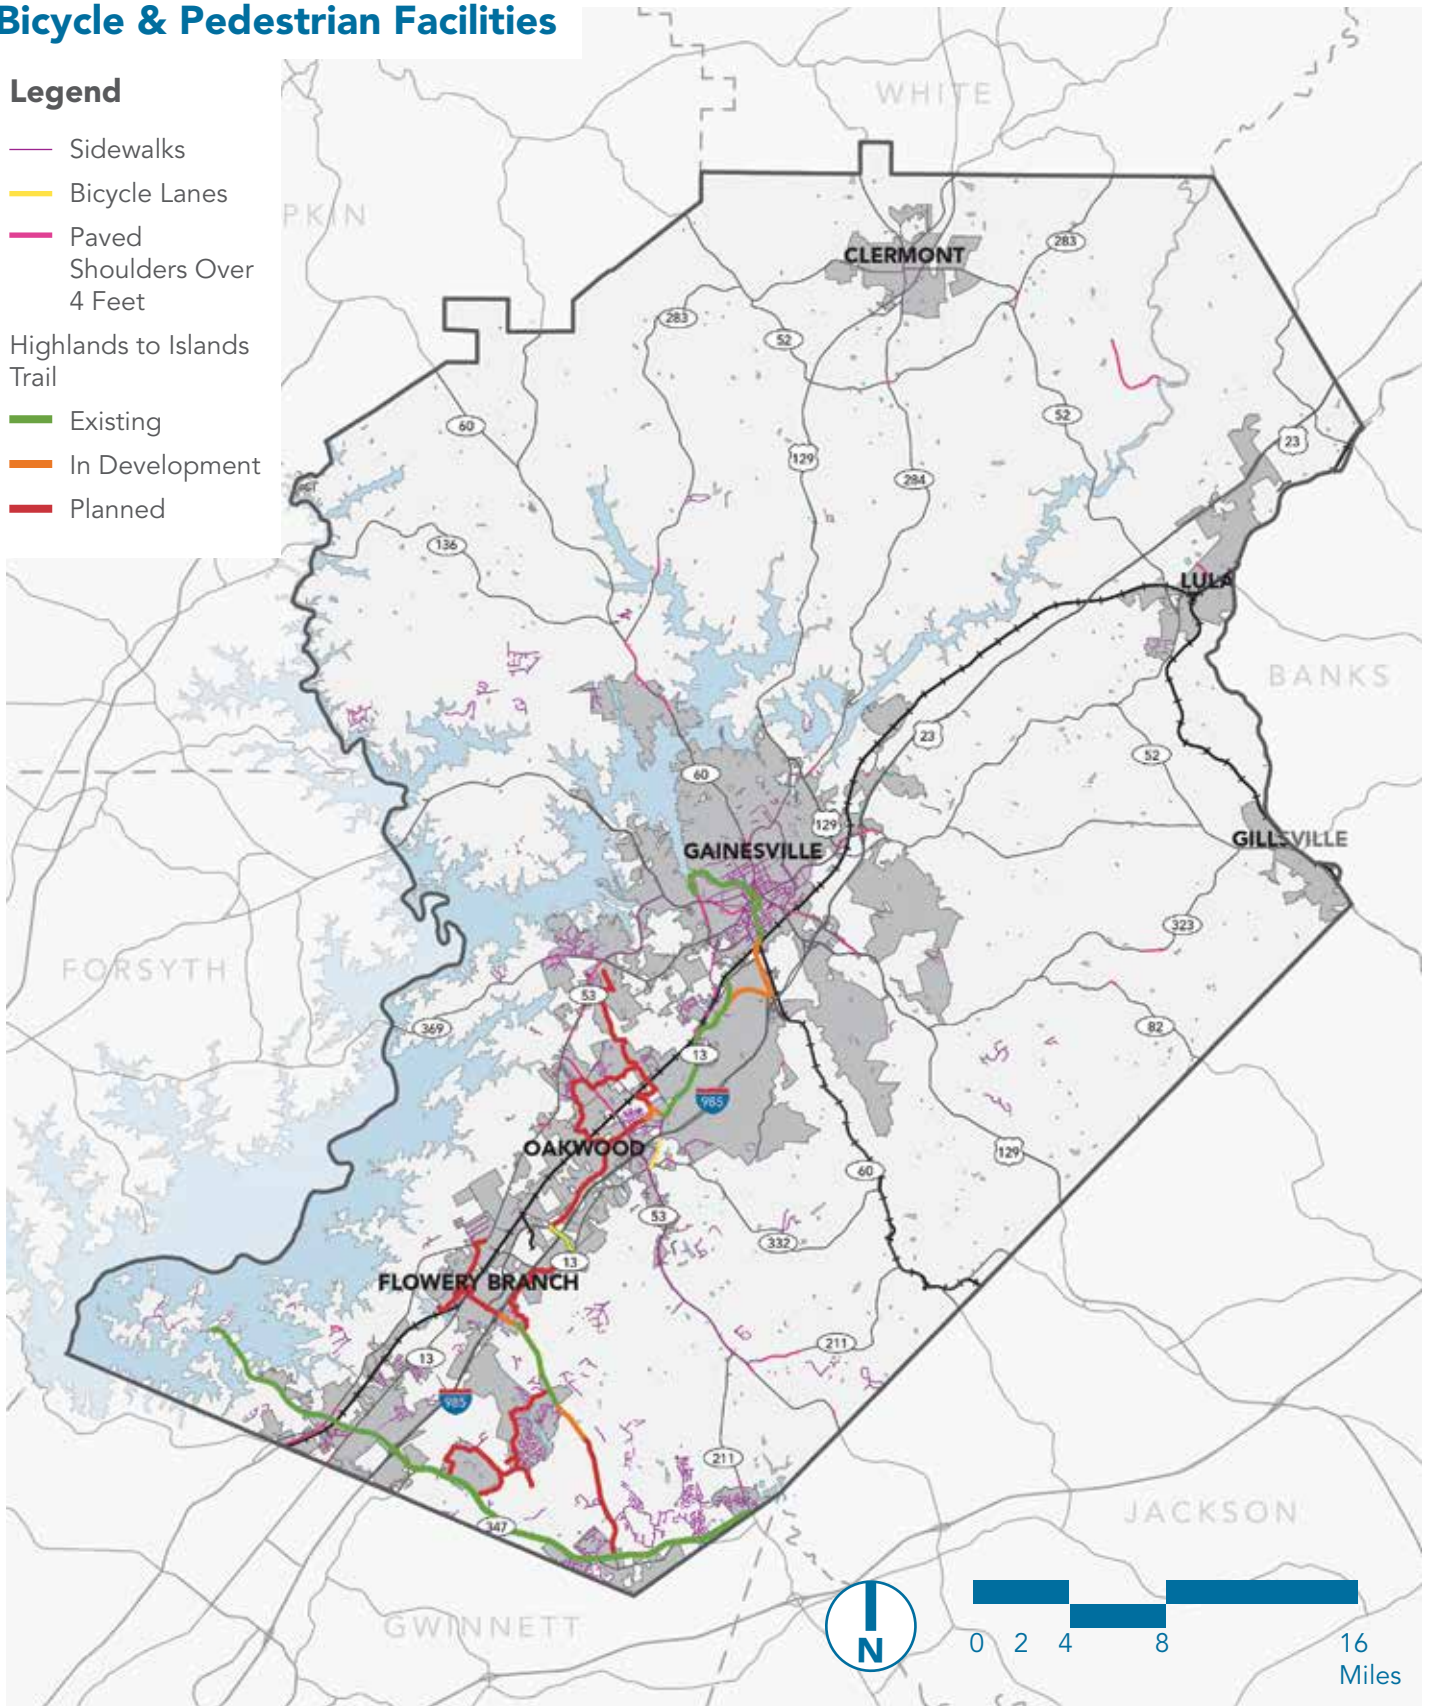 Bicycle & Pedestrian Facilities
Legend
Sidewalks
Bicycle Lanes
Paved
Shoulders Over
4 Feet
Highlands to Islands
Trail
Existing
In Development
Planned
WHITE
PKIN
CLERMONT
283
283
52
60
52
23
129
284
136
LULA
BANKS
23
52
60
129
GAINESVILLE
GILLSVILLE
323
FORSYTH
53
369
82
13
985
OAKWOOD
129
60
53
332
13
FLOWERY BRANCH
211
13
985
211
347
JACKSON
GWINNETT
N
0 2 4 8 16
Miles